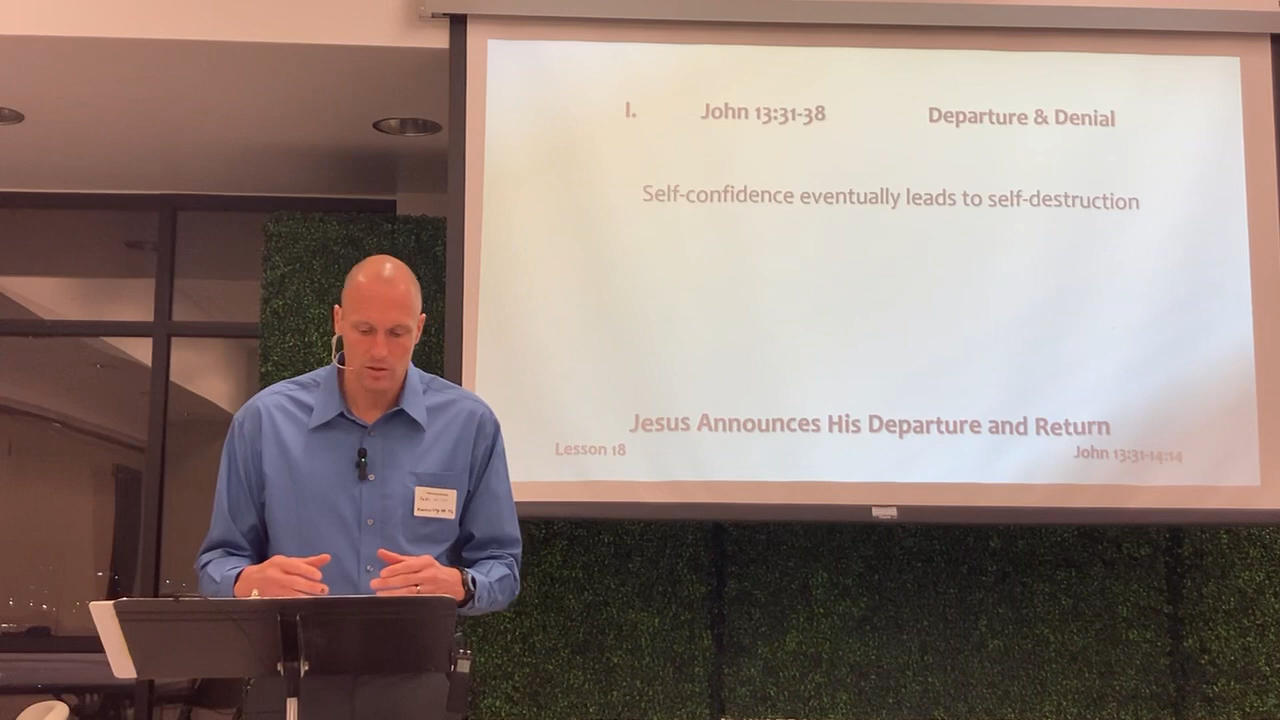 I. John 13:31-38 Departure & Denial
Self-confidence eventually leads to self-destruction
Jesus Announces His Departure and Return
Lesson 18 John 13:31-14:14